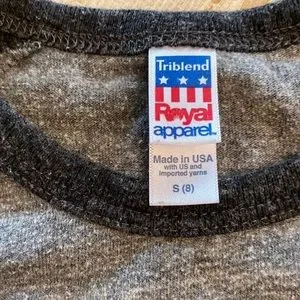 Triblend
Royal
apparel.
Made in USA
with US and
imported yarns
S (8)